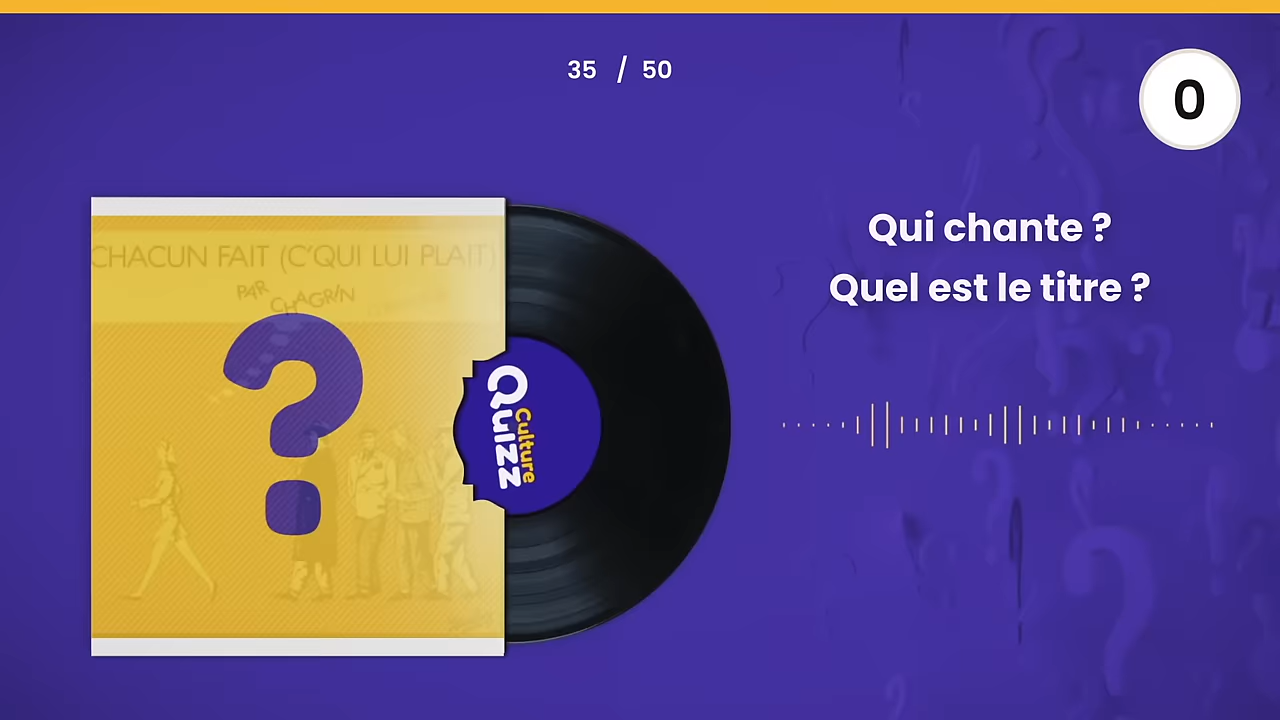 35 / 50
0
CHACUN FAIT (C'QUI LUI PLAIT)
PAR CHAGRIN
Qui chante ?
Quel est le titre ?
Culture
Quizz